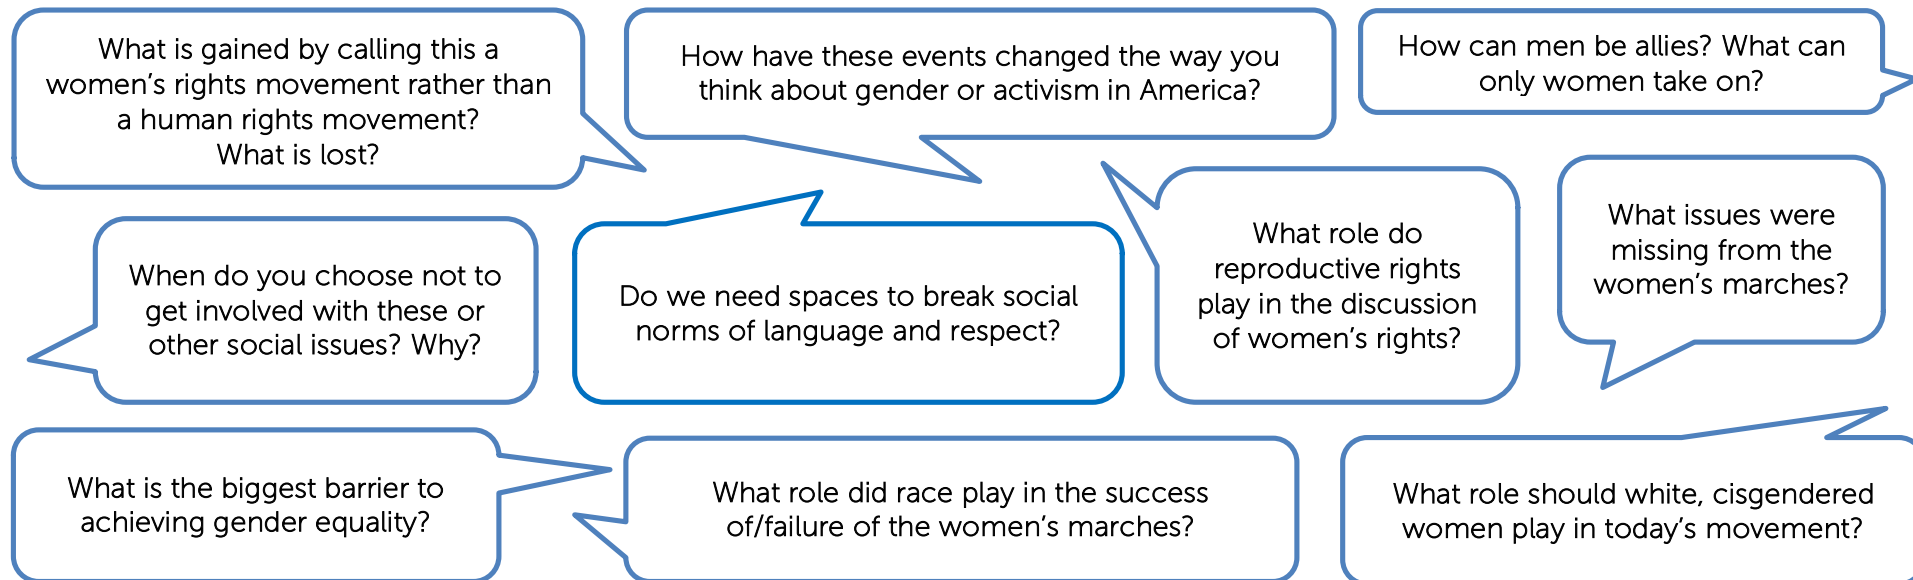 What is gained by calling this a
women's rights movement rather than
a human rights movement?
What is lost?
How have these events changed the way you
think about gender or activism in America?
How can men be allies? What can
only women take on?
When do you choose not to
get involved with these or
other social issues? Why?
Do we need spaces to break social
norms of language and respect?
What role do
reproductive rights
play in the discussion
of women's rights?
What issues were
missing from the
women's marches?
What is the biggest barrier to
achieving gender equality?
What role did race play in the success
of/failure of the women's marches?
What role should white, cisgendered
women play in today's movement?